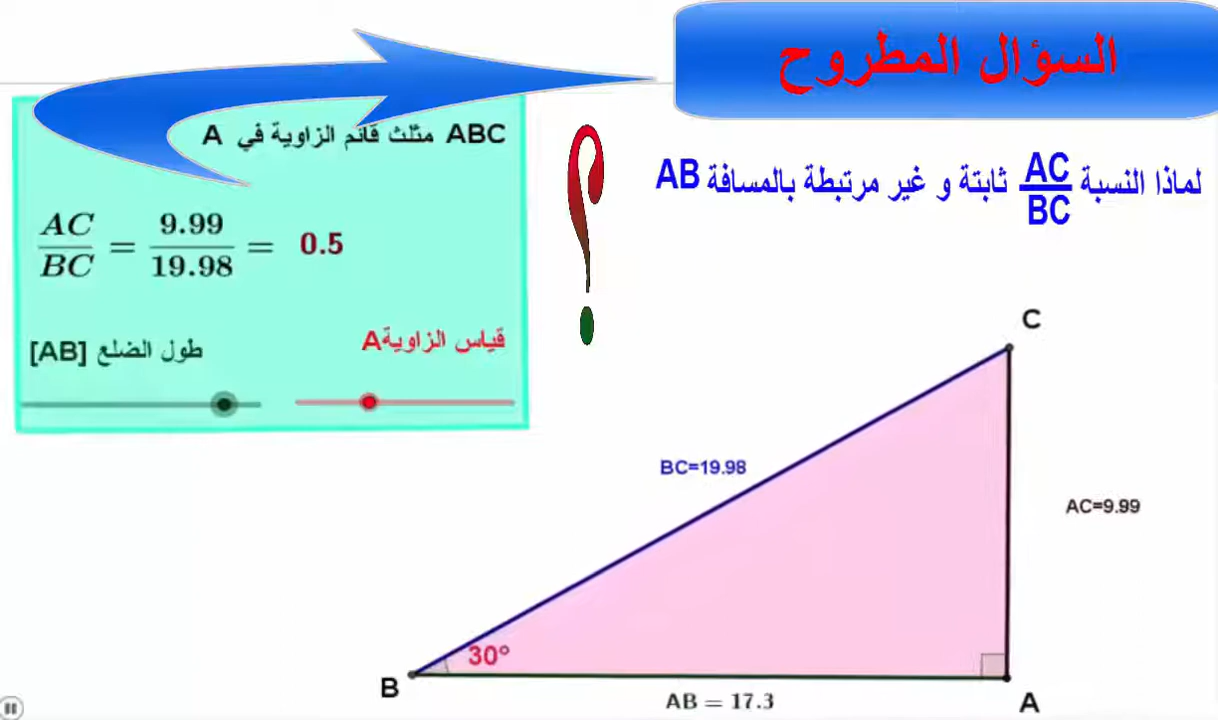 السؤال المطروح
لماذا النسبة AC/BC ثابتة و غير مرتبطة بالمسافة AB
؟
ABC مثلث قائم الزاوية في A
AC/BC = 9.99/19.98 = 0.5
قياس الزاويةA
طول الضلع [AB]
C
BC=19.98
AC=9.99
30°
B
A
AB = 17.3